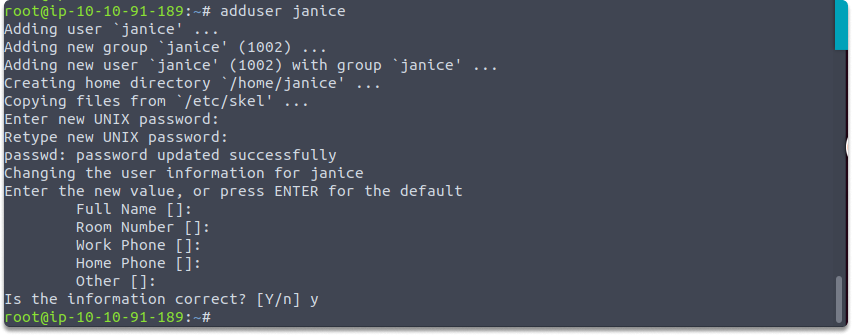 root@ip-10-10-91-189:~# adduser janice
Adding user `janice' ...
Adding new group `janice' (1002) ...
Adding new user `janice' (1002) with group `janice' ...
Creating home directory `/home/janice' ...
Copying files from `/etc/skel' ...
Enter new UNIX password:
Retype new UNIX password:
passwd: password updated successfully
Changing the user information for janice
Enter the new value, or press ENTER for the default
        Full Name []:
        Room Number []:
        Work Phone []:
        Home Phone []:
        Other []:
Is the information correct? [Y/n] y
root@ip-10-10-91-189:~#